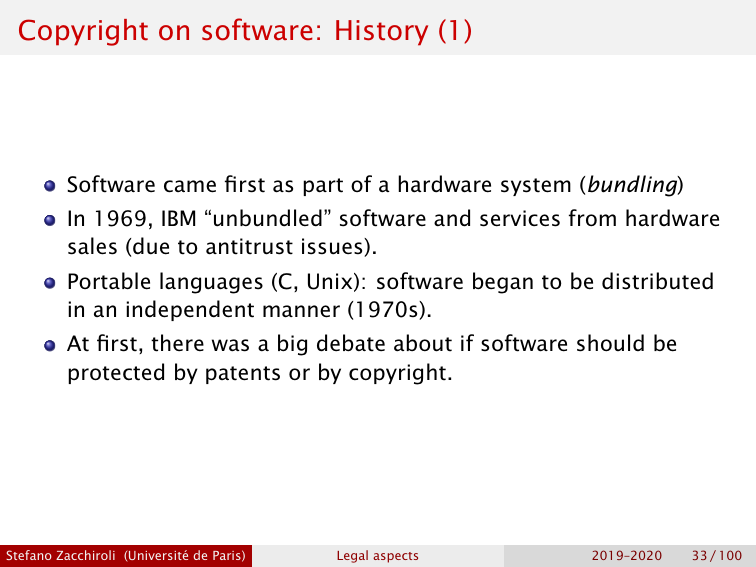 Copyright on software: History (1)
Software came first as part of a hardware system (bundling)
In 1969, IBM “unbundled” software and services from hardware
sales (due to antitrust issues).
Portable languages (C, Unix): software began to be distributed
in an independent manner (1970s).
At first, there was a big debate about if software should be
protected by patents or by copyright.
Stefano Zacchiroli (Université de Paris) Legal aspects 2019–2020 33 / 100